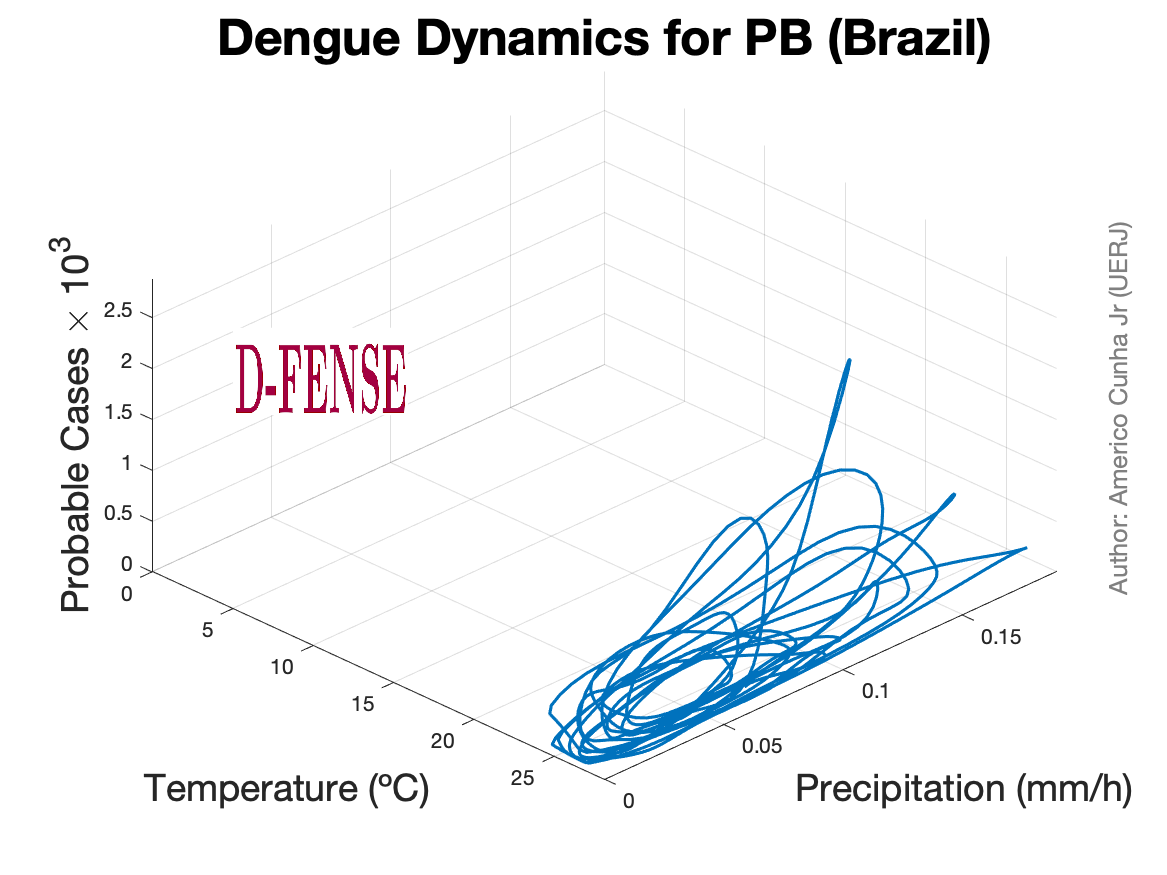 Dengue Dynamics for PB (Brazil)
Probable Cases × 10³
2.5
2
1.5
1
0.5
0
D-FENSE
Author: Americo Cunha Jr (UERJ)
0
5
10
15
20
25
Temperature (ºC)
0
0.05
0.1
0.15
Precipitation (mm/h)